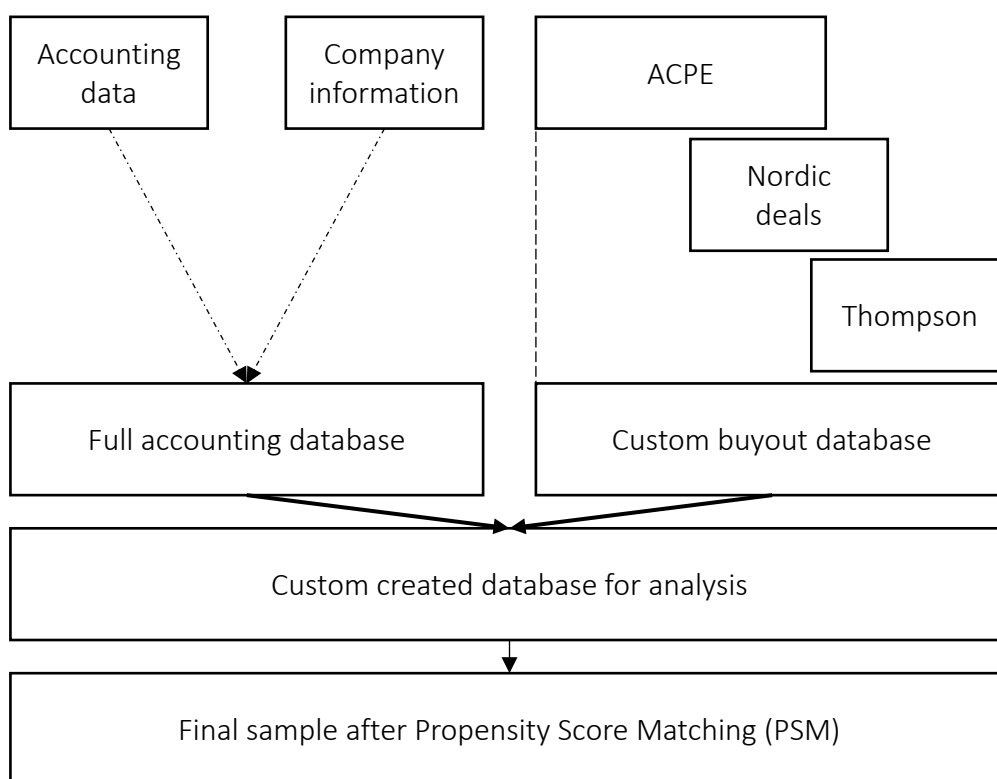 Accounting
data
Company
information
ACPE
Nordic
deals
Thompson
Full accounting database
Custom buyout database
Custom created database for analysis
Final sample after Propensity Score Matching (PSM)